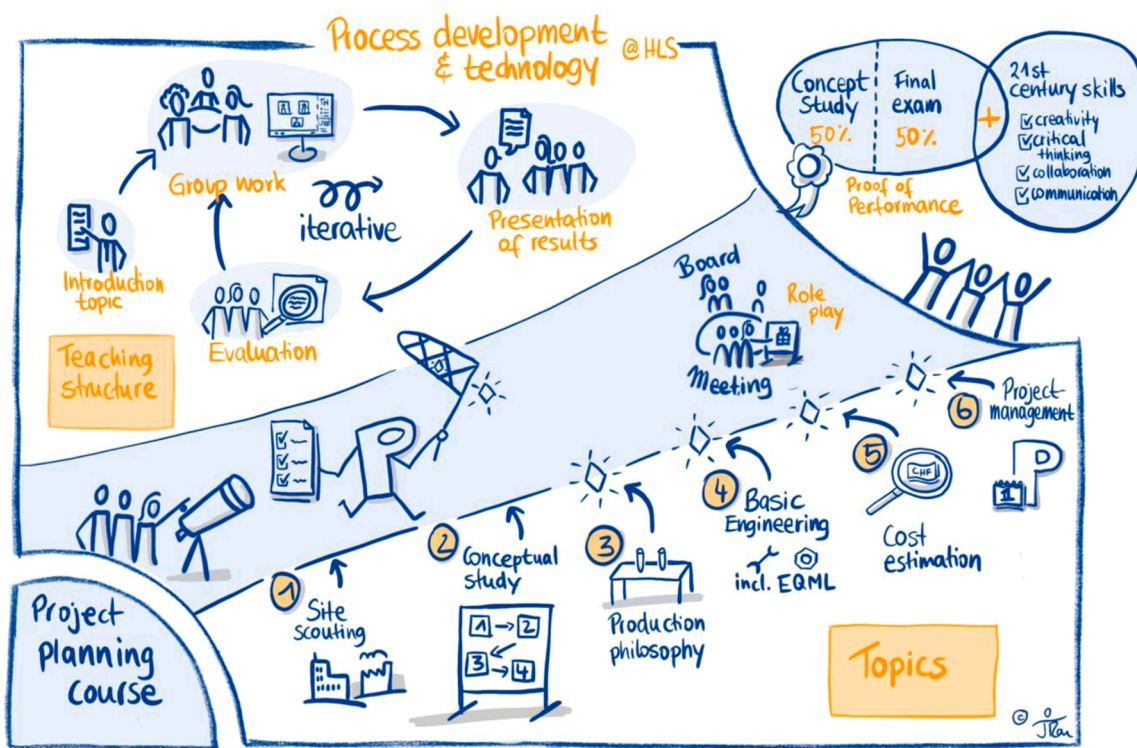 Process development
& technology @HLS
Group work
iterative
Presentation
of results
Introduction
topic
Evaluation
Teaching
structure
Concept
Study
50%
Final
exam
50%
+
21st
century skills
creativity
critical
thinking
collaboration
communication
Proof of
Performance
Board
Meeting
Role
play
Project
planning
course
1
Site
scouting
2
Conceptual
study
1 → 2
3 → 4
3
Production
philosophy
4
Basic
Engineering
incl. EQML
5
CHF
Cost
estimation
6
Project-
management
P
1
Topics
©